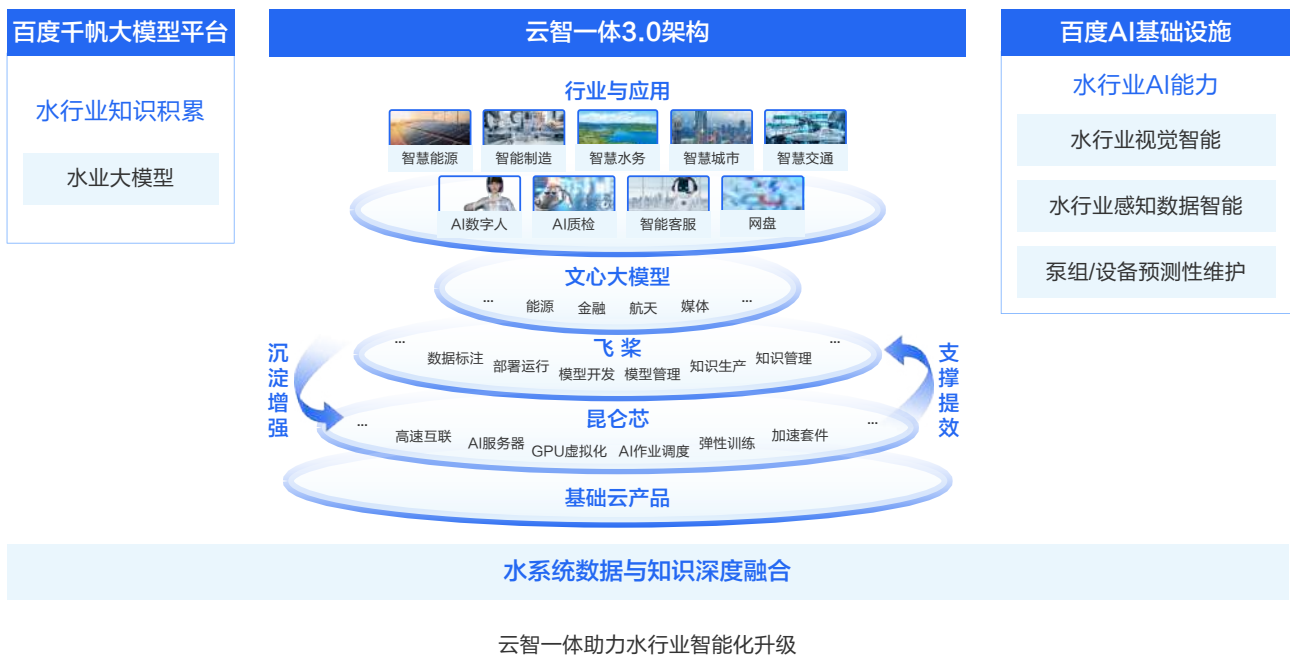 百度千帆大模型平台
水行业知识积累
水业大模型
云智一体3.0架构
行业与应用
智慧能源 智能制造 智慧水务 智慧城市 智慧交通
AI数字人 AI质检 智能客服 网盘
文心大模型
... 能源 金融 航天 媒体 ...
飞桨
... 数据标注 部署运行 模型开发 模型管理 知识生产 知识管理 ...
昆仑芯
... 高速互联 AI服务器 GPU虚拟化 AI作业调度 弹性训练 加速套件 ...
基础云产品
沉淀增强
支撑提效
百度AI基础设施
水行业AI能力
水行业视觉智能
水行业感知数据智能
泵组/设备预测性维护
水系统数据与知识深度融合
云智一体助力水行业智能化升级